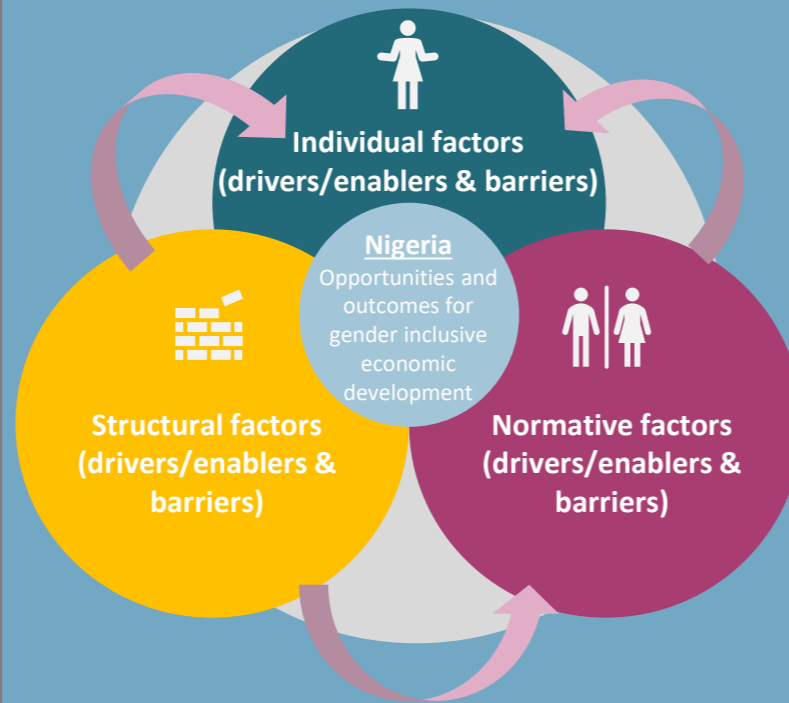 Individual factors
(drivers/enablers & barriers)
Nigeria
Opportunities and
outcomes for
gender inclusive
economic
development
Structural factors
(drivers/enablers &
barriers)
Normative factors
(drivers/enablers &
barriers)